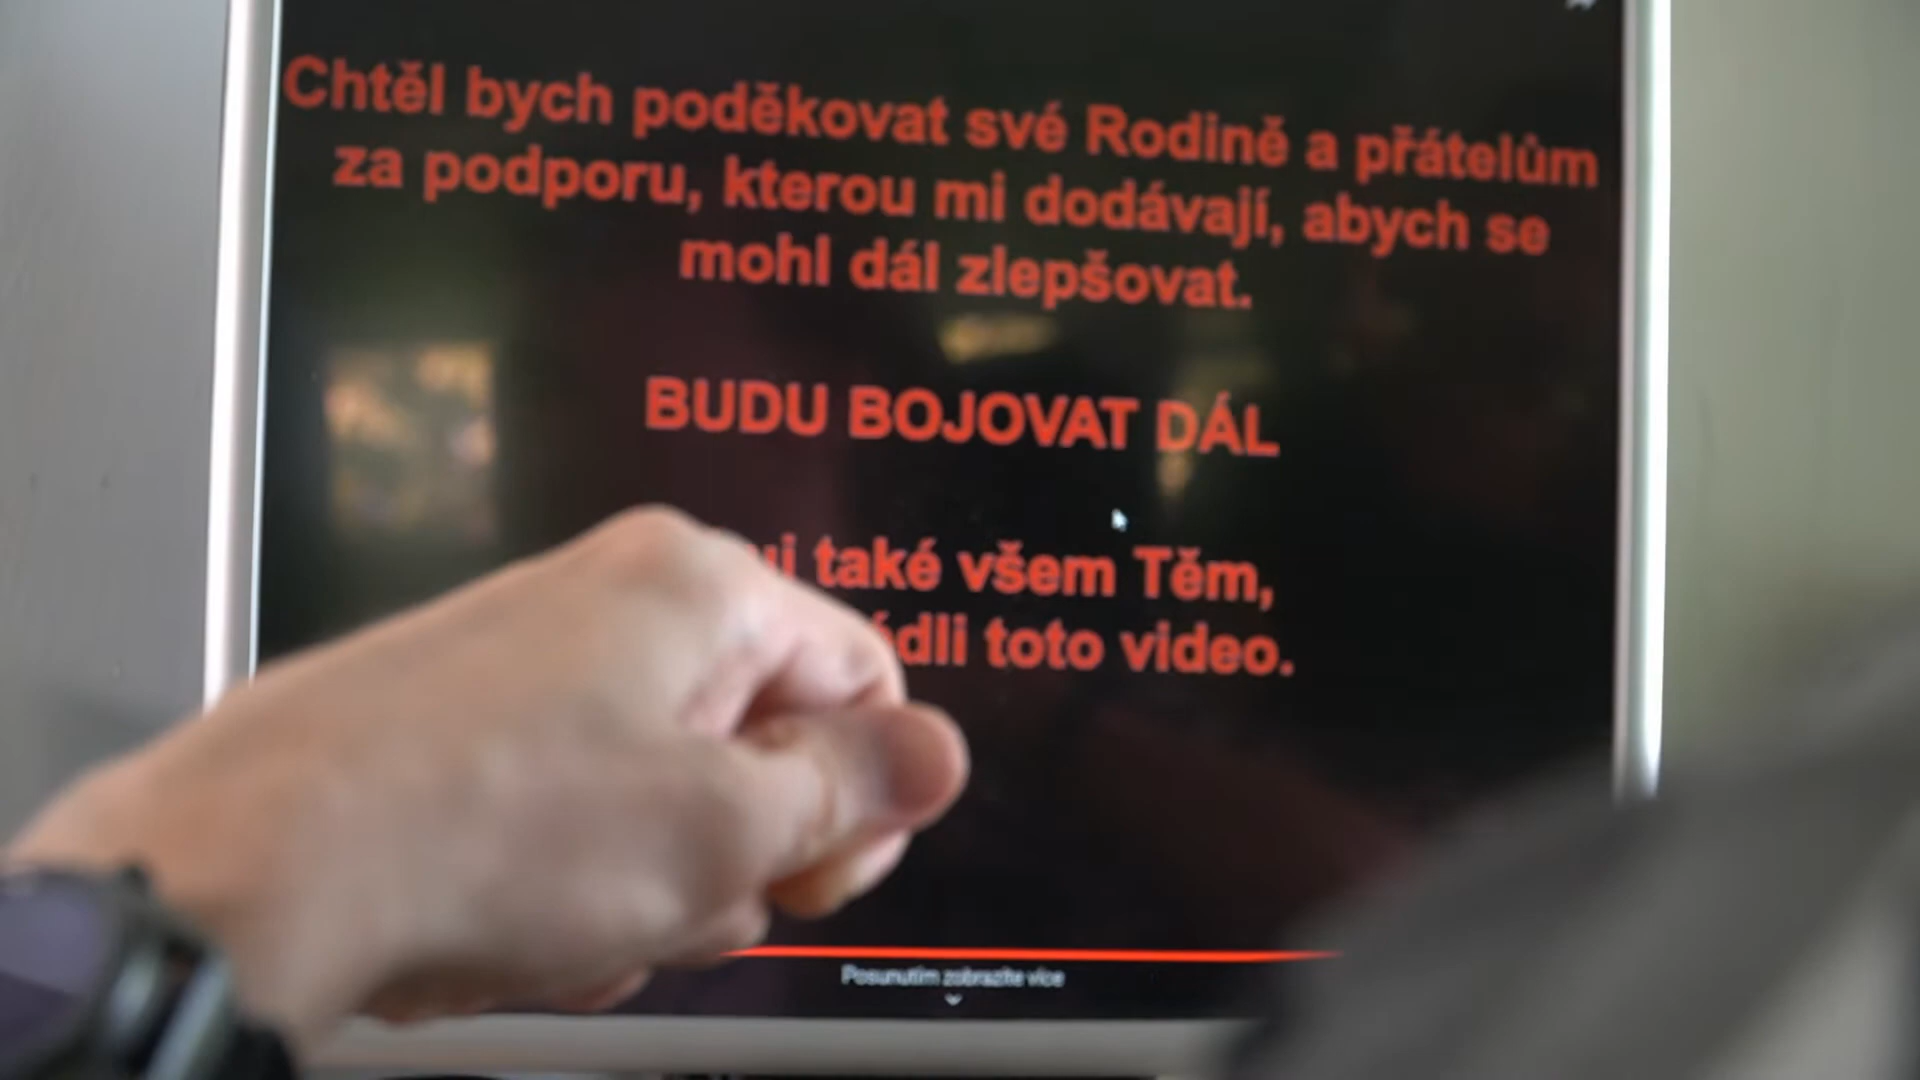 Chtěl bych poděkovat své Rodině a přátelům
za podporu, kterou mi dodávají, abych se
mohl dál zlepšovat.
BUDU BOJOVAT DÁL
také všem Těm,
toto video.
Posunutím zobrazíte více